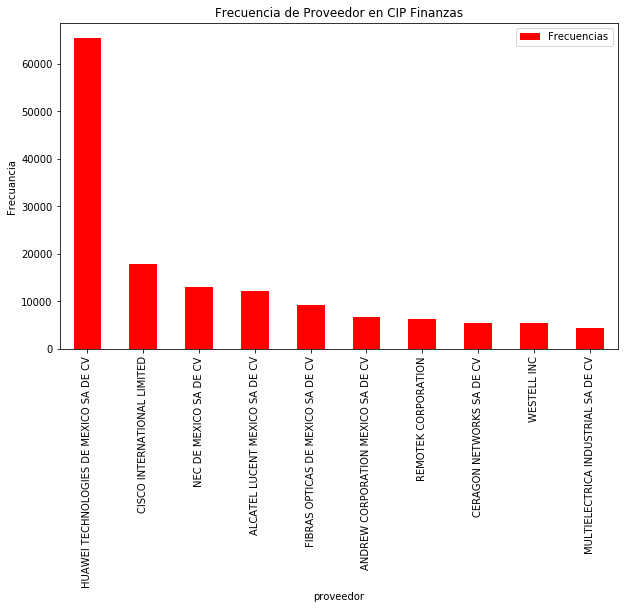 Frecuencia de Proveedor en CIP Finanzas
Frecuencias
Frecuancia
60000
50000
40000
30000
20000
10000
0
HUAWEI TECHNOLOGIES DE MEXICO SA DE CV
CISCO INTERNATIONAL LIMITED
NEC DE MEXICO SA DE CV
ALCATEL LUCENT MEXICO SA DE CV
FIBRAS OPTICAS DE MEXICO SA DE CV
ANDREW CORPORATION MEXICO SA DE CV
REMOTEK CORPORATION
CERAGON NETWORKS SA DE CV
WESTELL INC
MULTIELECTRICA INDUSTRIAL SA DE CV
proveedor